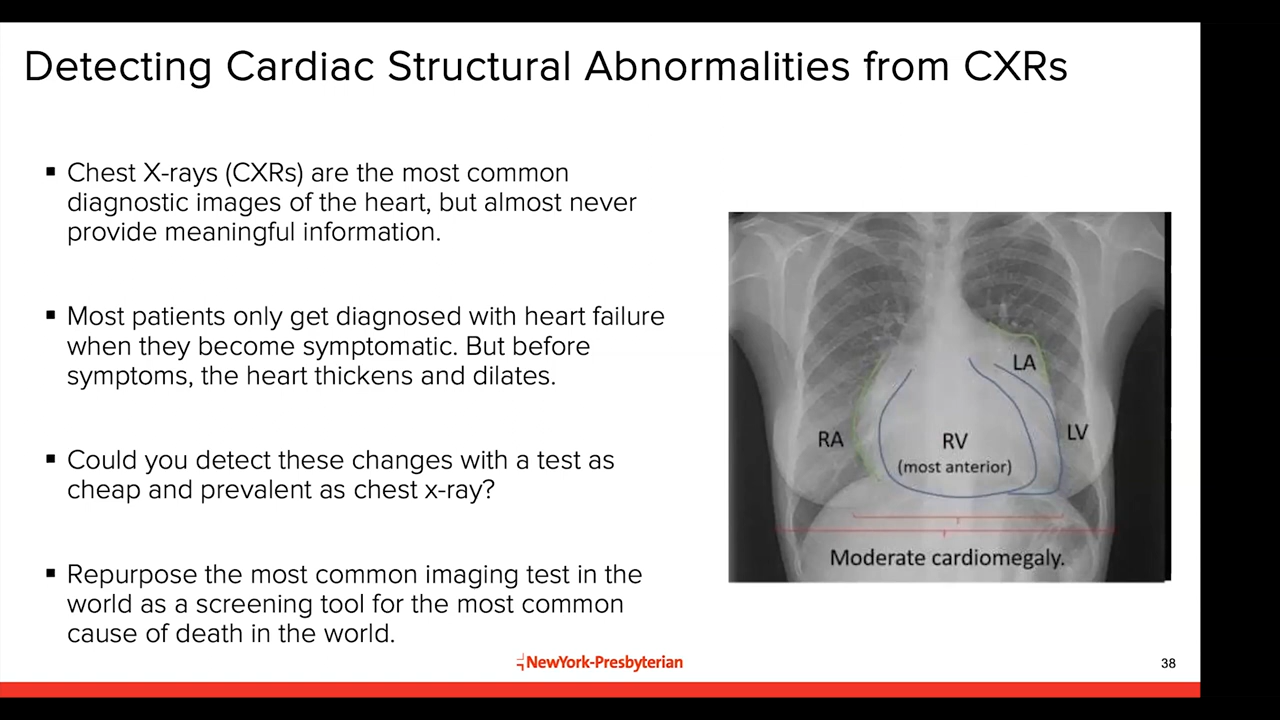 Detecting Cardiac Structural Abnormalities from CXRs
▪ Chest X-rays (CXRs) are the most common
diagnostic images of the heart, but almost never
provide meaningful information.
▪ Most patients only get diagnosed with heart failure
when they become symptomatic. But before
symptoms, the heart thickens and dilates.
▪ Could you detect these changes with a test as
cheap and prevalent as chest x-ray?
▪ Repurpose the most common imaging test in the
world as a screening tool for the most common
cause of death in the world.
LA
RA
RV
LV
(most anterior)
Moderate cardiomegaly.
NewYork-Presbyterian
38